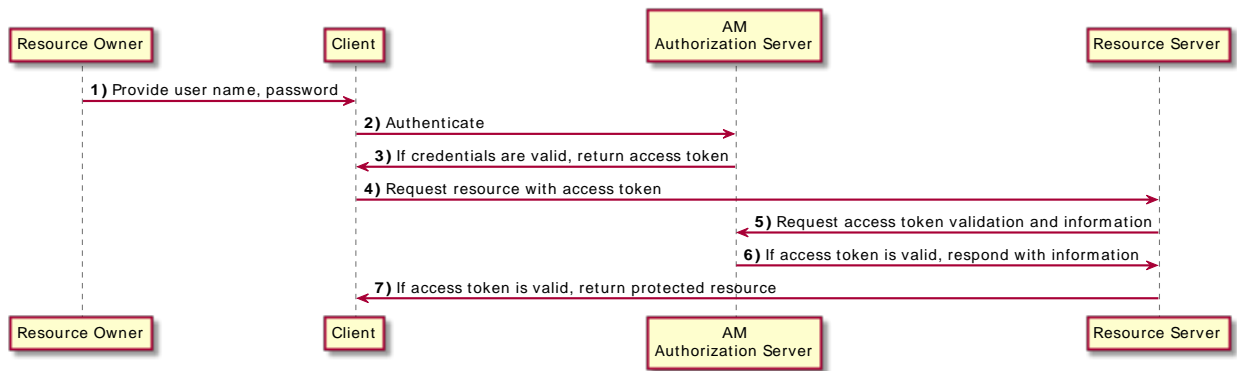 Resource Owner
Client
AM
Authorization Server
Resource Server
1) Provide user name, password
2) Authenticate
3) If credentials are valid, return access token
4) Request resource with access token
5) Request access token validation and information
6) If access token is valid, respond with information
7) If access token is valid, return protected resource
Resource Owner
Client
AM
Authorization Server
Resource Server